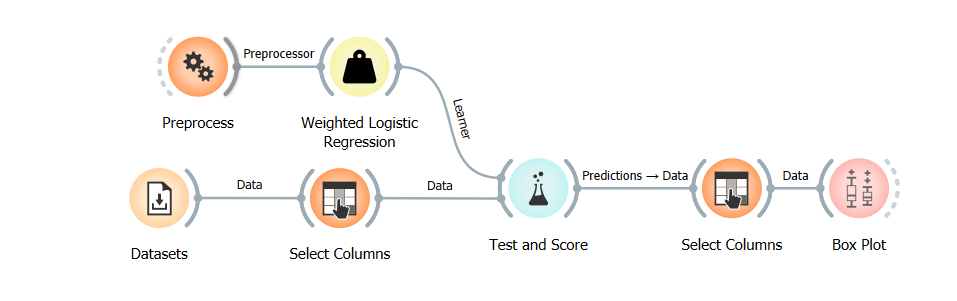 Preprocessor
Learner
Preprocess
Weighted Logistic
Regression
Data
Data
Predictions → Data
Data
Datasets
Select Columns
Test and Score
Select Columns
Box Plot